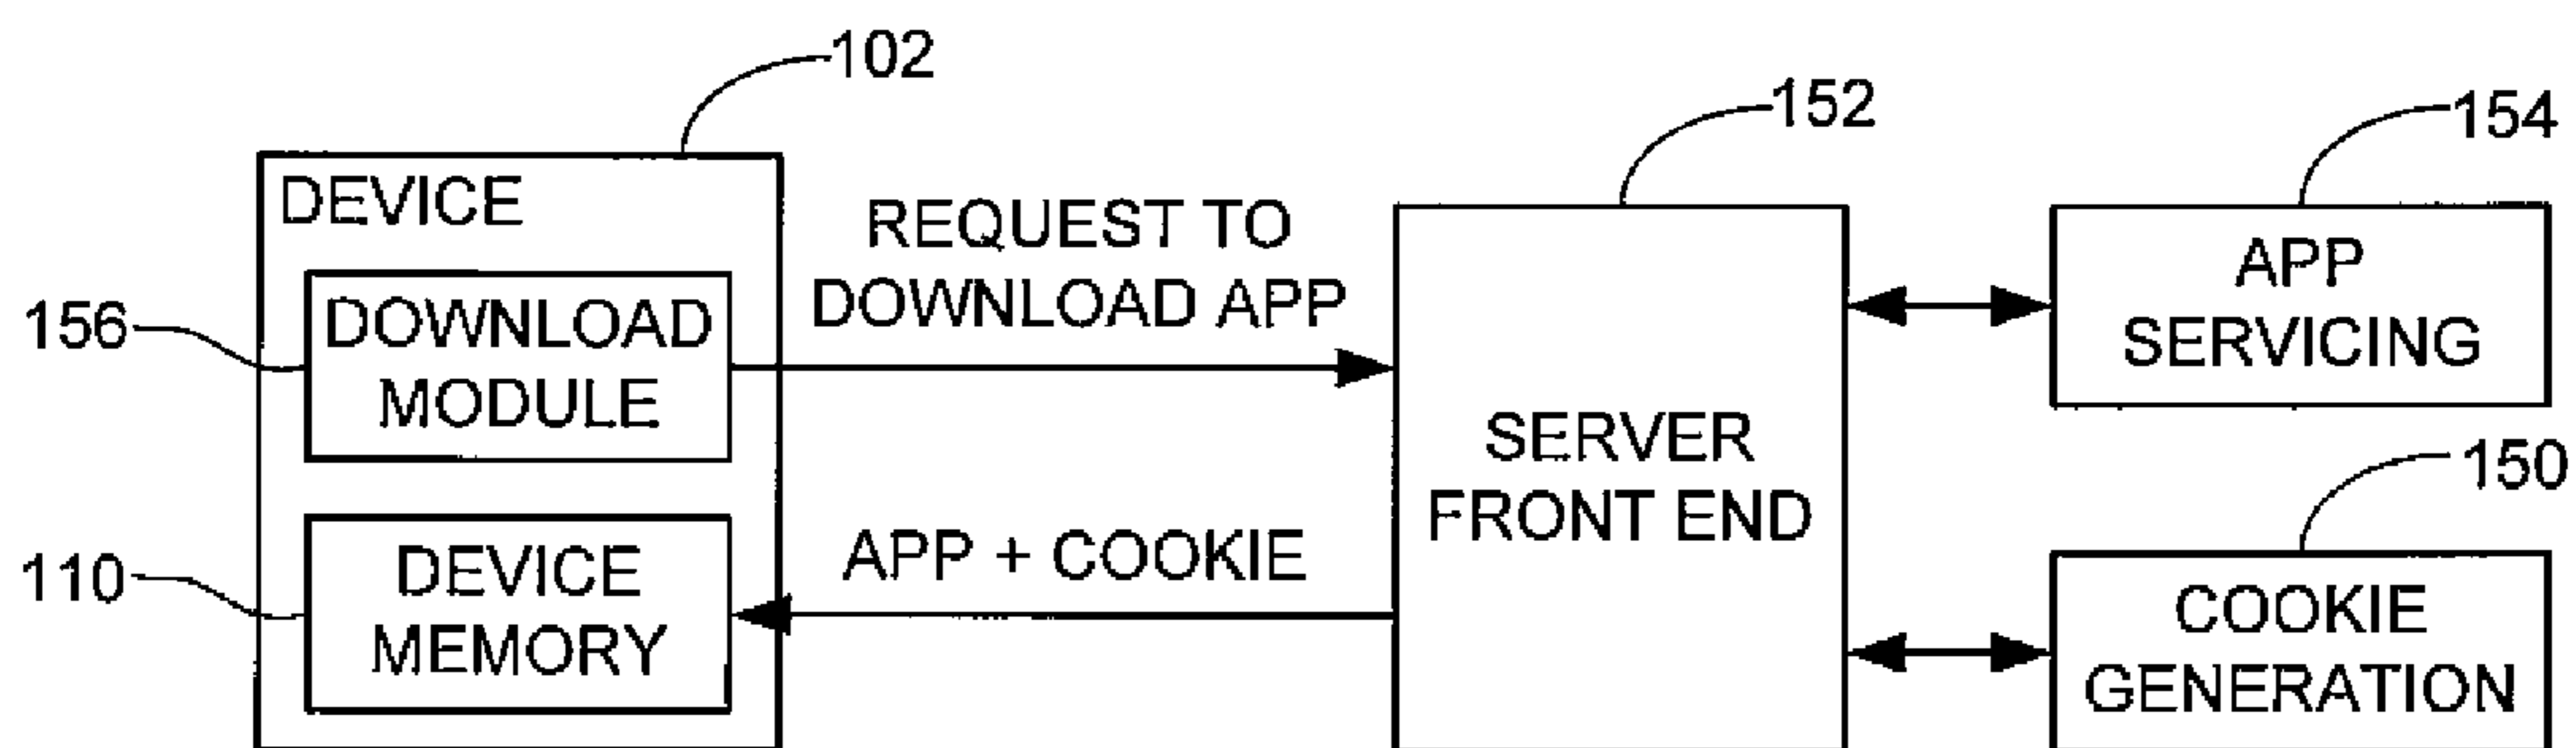 102
152
154
DEVICE
REQUEST TO
DOWNLOAD APP
APP
SERVICING
156
DOWNLOAD
MODULE
SERVER
FRONT END
150
110
DEVICE
MEMORY
APP + COOKIE
COOKIE
GENERATION